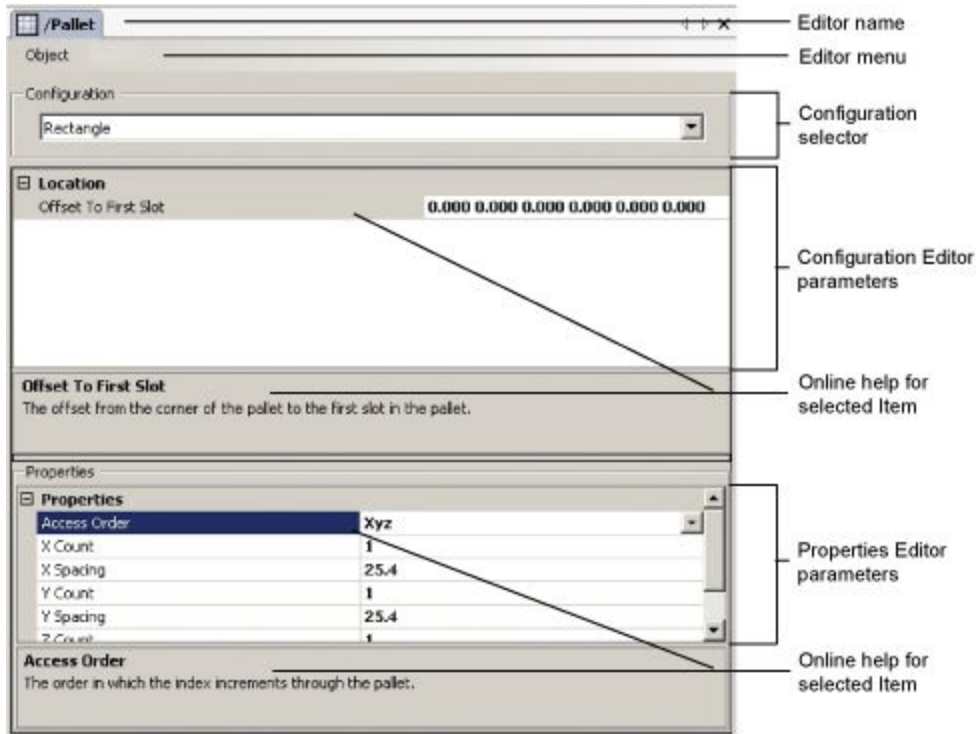 /Pallet
Editor name
Object
Editor menu
Configuration
Rectangle
Configuration
selector
Location
Offset To First Slot 0.000 0.000 0.000 0.000 0.000 0.000
Configuration Editor
parameters
Offset To First Slot
The offset from the corner of the pallet to the first slot in the pallet.
Online help for
selected Item
Properties
Properties
Access Order Xyz
X Count 1
X Spacing 25.4
Y Count 1
Y Spacing 25.4
Z Count 1
Properties Editor
parameters
Access Order
The order in which the index increments through the pallet.
Online help for
selected Item